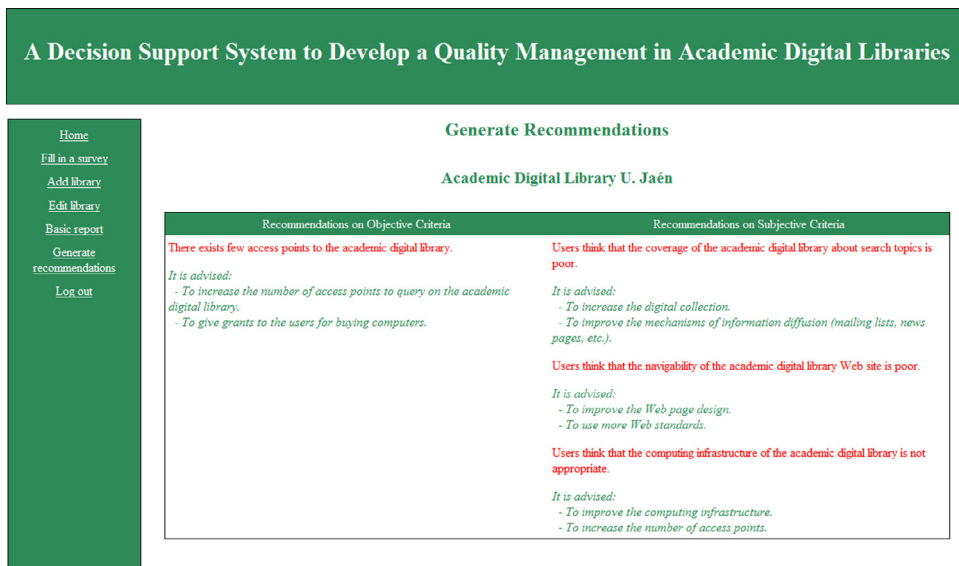 A Decision Support System to Develop a Quality Management in Academic Digital Libraries
Home
Fill in a survey
Add library
Edit library
Basic report
Generate
recommendations
Log out
Generate Recommendations
Academic Digital Library U. Jaén
Recommendations on Objective Criteria
There exists few access points to the academic digital library.
It is advised:
- To increase the number of access points to query on the academic
digital library.
- To give grants to the users for buying computers.
Recommendations on Subjective Criteria
Users think that the coverage of the academic digital library about search topics is
poor.
It is advised:
- To increase the digital collection.
- To improve the mechanisms of information diffusion (mailing lists, news
pages, etc.).
Users think that the navigability of the academic digital library Web site is poor.
It is advised:
- To improve the Web page design.
- To use more Web standards.
Users think that the computing infrastructure of the academic digital library is not
appropriate.
It is advised:
- To improve the computing infrastructure.
- To increase the number of access points.